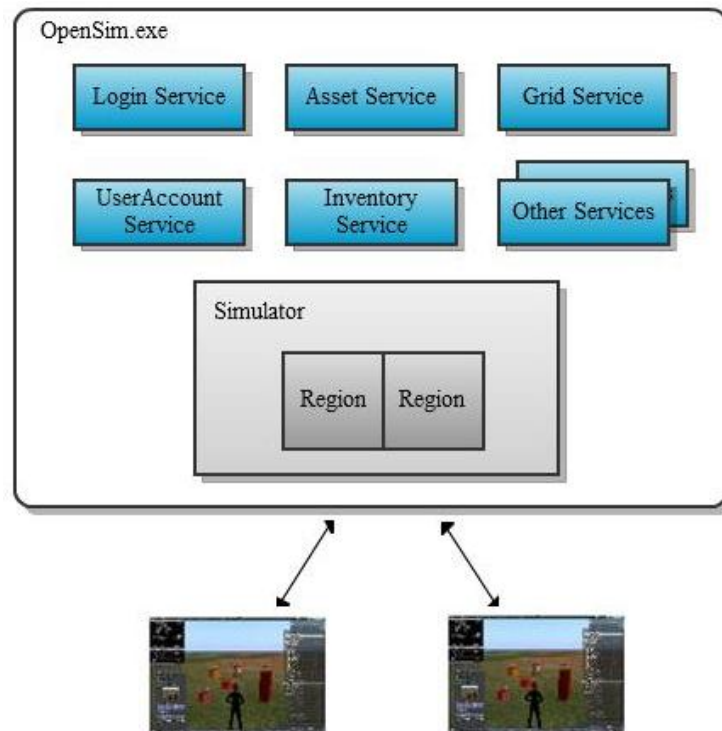 OpenSim.exe
Login Service
Asset Service
Grid Service
UserAccount
Service
Inventory
Service
Other Services
Simulator
Region
Region